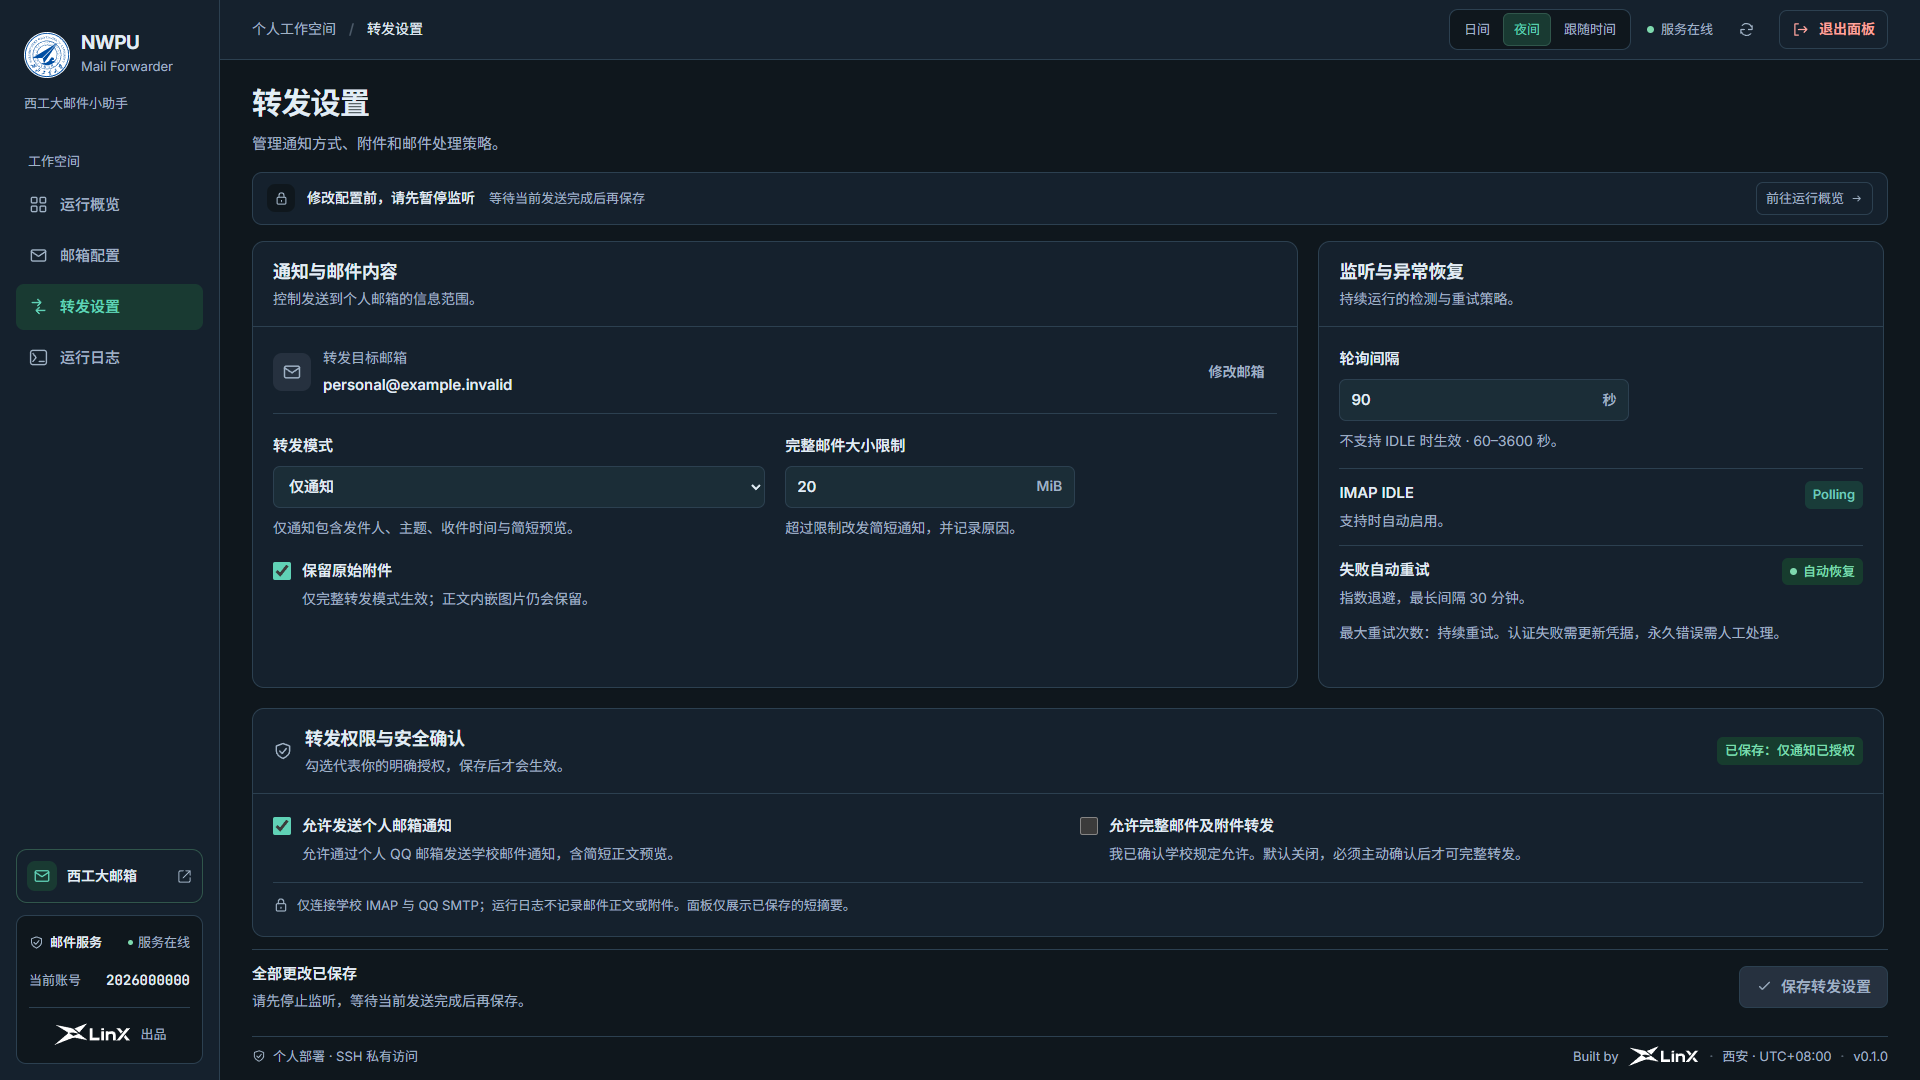 NWPU
Mail Forwarder
西工大邮件小助手
工作空间
运行概览
邮箱配置
转发设置
运行日志
西工大邮箱
邮件服务
服务在线
当前账号
2026000000
LinX 出品
个人工作空间 / 转发设置
日间
夜间
跟随时间
服务在线
退出面板
转发设置
管理通知方式、附件和邮件处理策略。
修改配置前，请先暂停监听
等待当前发送完成后再保存
前往运行概览 →
通知与邮件内容
控制发送到个人邮箱的信息范围。
转发目标邮箱
personal@example.invalid
修改邮箱
转发模式
仅通知
仅通知包含发件人、主题、收件时间与简短预览。
完整邮件大小限制
20
MiB
超过限制改发简短通知，并记录原因。
保留原始附件
仅完整转发模式生效；正文内嵌图片仍会保留。
监听与异常恢复
持续运行的检测与重试策略。
轮询间隔
90
秒
不支持 IDLE 时生效 · 60–3600 秒。
IMAP IDLE
Polling
支持时自动启用。
失败自动重试
自动恢复
指数退避，最长间隔 30 分钟。
最大重试次数：持续重试。认证失败需更新凭据，永久错误需人工处理。
转发权限与安全确认
勾选代表你的明确授权，保存后才会生效。
已保存：仅通知已授权
允许发送个人邮箱通知
允许通过个人 QQ 邮箱发送学校邮件通知，含简短正文预览。
允许完整邮件及附件转发
我已确认学校规定允许。默认关闭，必须主动确认后才可完整转发。
仅连接学校 IMAP 与 QQ SMTP；运行日志不记录邮件正文或附件。面板仅展示已保存的短摘要。
全部更改已保存
请先停止监听，等待当前发送完成后再保存。
保存转发设置
个人部署 · SSH 私有访问
Built by LinX · 西安 · UTC+08:00 · v0.1.0